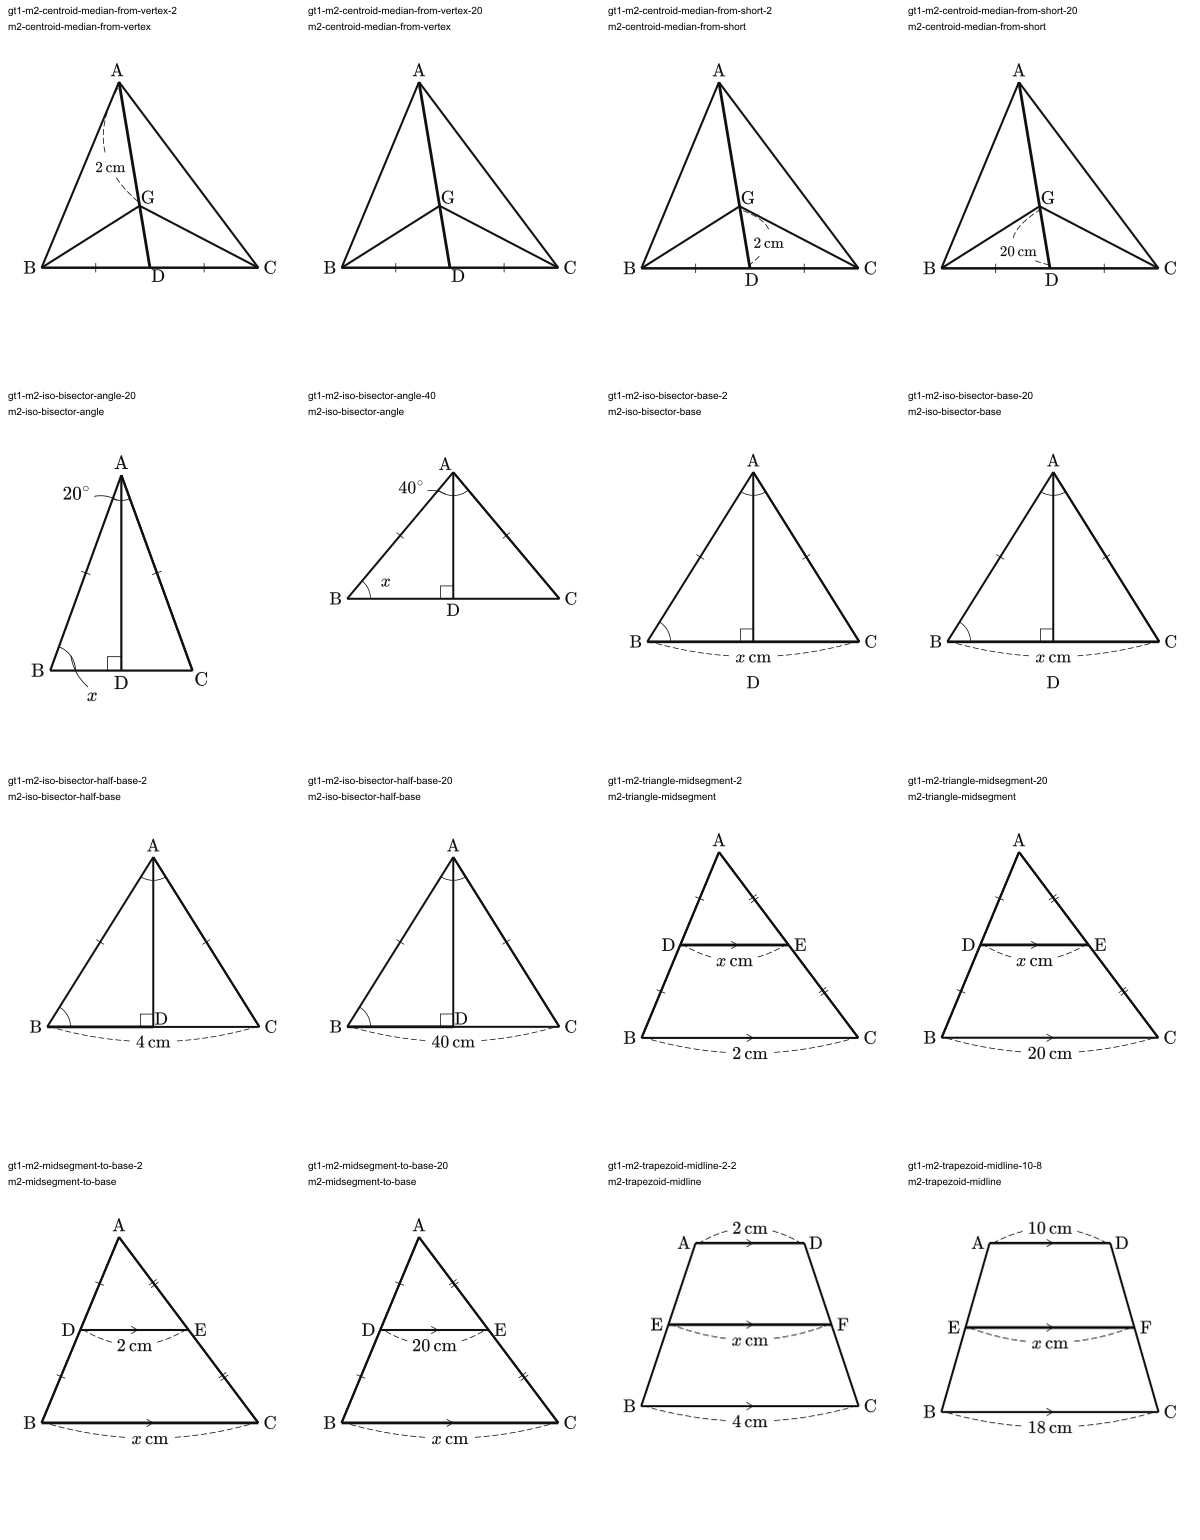 gt1-m2-centroid-median-from-vertex-2
m2-centroid-median-from-vertex
A
2 cm
G
B
D
C
gt1-m2-centroid-median-from-vertex-20
m2-centroid-median-from-vertex
A
G
B
D
C
gt1-m2-centroid-median-from-short-2
m2-centroid-median-from-short
A
G
2 cm
B
D
C
gt1-m2-centroid-median-from-short-20
m2-centroid-median-from-short
A
G
20 cm
B
D
C
gt1-m2-iso-bisector-angle-20
m2-iso-bisector-angle
A
20°
B
D
C
x
gt1-m2-iso-bisector-angle-40
m2-iso-bisector-angle
A
40°
x
B
D
C
gt1-m2-iso-bisector-base-2
m2-iso-bisector-base
A
B
C
x cm
D
gt1-m2-iso-bisector-base-20
m2-iso-bisector-base
A
B
C
x cm
D
gt1-m2-iso-bisector-half-base-2
m2-iso-bisector-half-base
A
B
D
C
4 cm
gt1-m2-iso-bisector-half-base-20
m2-iso-bisector-half-base
A
B
D
C
40 cm
gt1-m2-triangle-midsegment-2
m2-triangle-midsegment
A
D
E
x cm
B
C
2 cm
gt1-m2-triangle-midsegment-20
m2-triangle-midsegment
A
D
E
x cm
B
C
20 cm
gt1-m2-midsegment-to-base-2
m2-midsegment-to-base
A
D
E
2 cm
B
C
x cm
gt1-m2-midsegment-to-base-20
m2-midsegment-to-base
A
D
E
20 cm
B
C
x cm
gt1-m2-trapezoid-midline-2-2
m2-trapezoid-midline
2 cm
A
D
E
F
x cm
B
C
4 cm
gt1-m2-trapezoid-midline-10-8
m2-trapezoid-midline
10 cm
A
D
E
F
x cm
B
C
18 cm